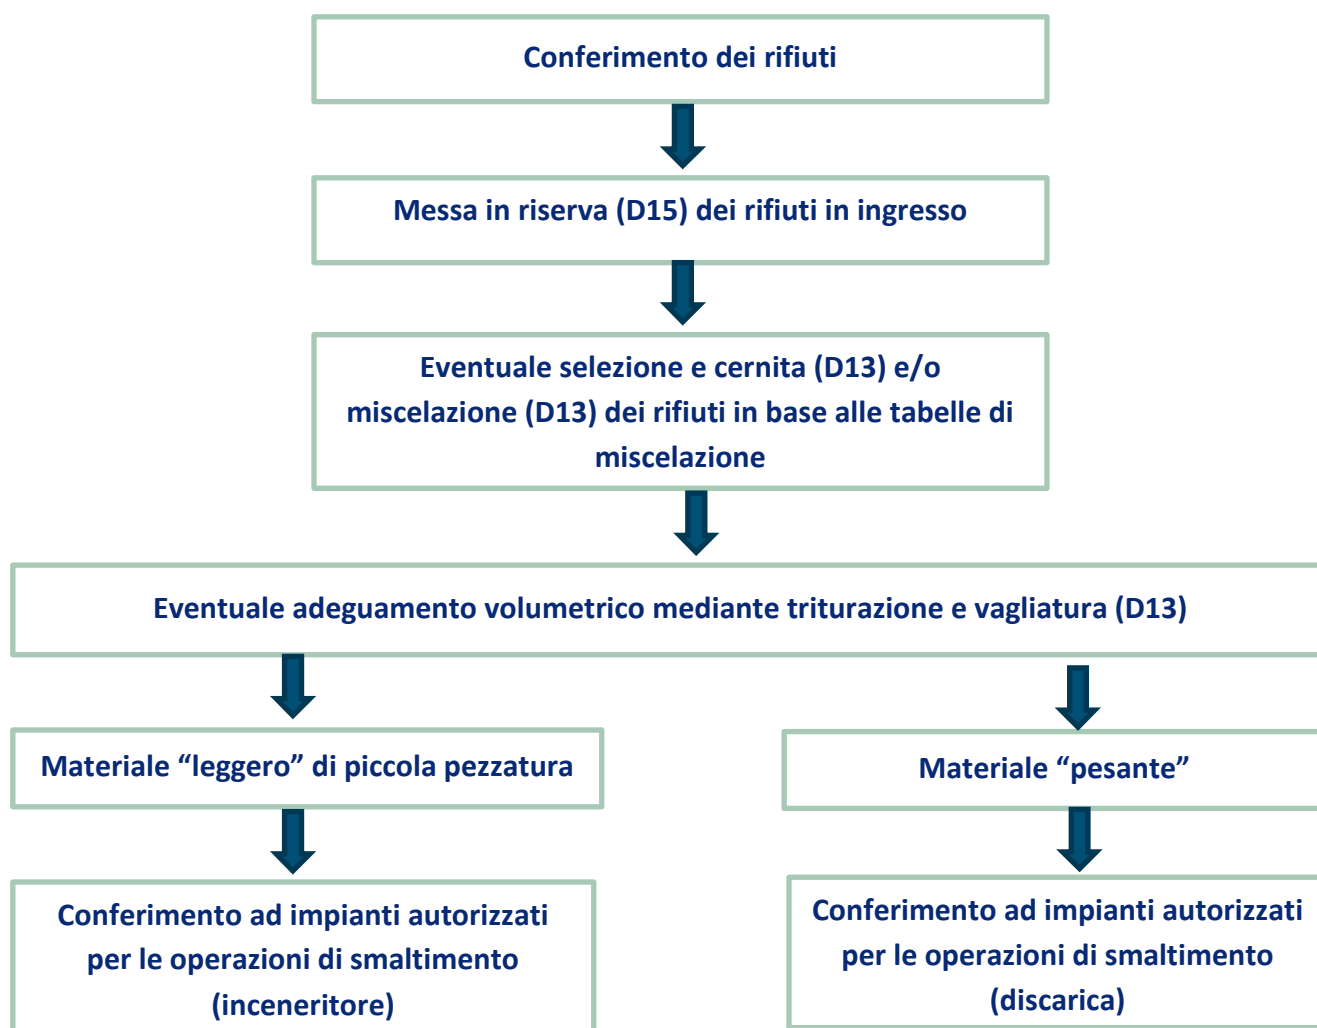 Conferimento dei rifiuti
Messa in riserva (D15) dei rifiuti in ingresso
Eventuale selezione e cernita (D13) e/o
miscelazione (D13) dei rifiuti in base alle tabelle di
miscelazione
Eventuale adeguamento volumetrico mediante triturazione e vagliatura (D13)
Materiale “leggero” di piccola pezzatura
Materiale “pesante”
Conferimento ad impianti autorizzati
per le operazioni di smaltimento
(inceneritore)
Conferimento ad impianti autorizzati
per le operazioni di smaltimento
(discarica)